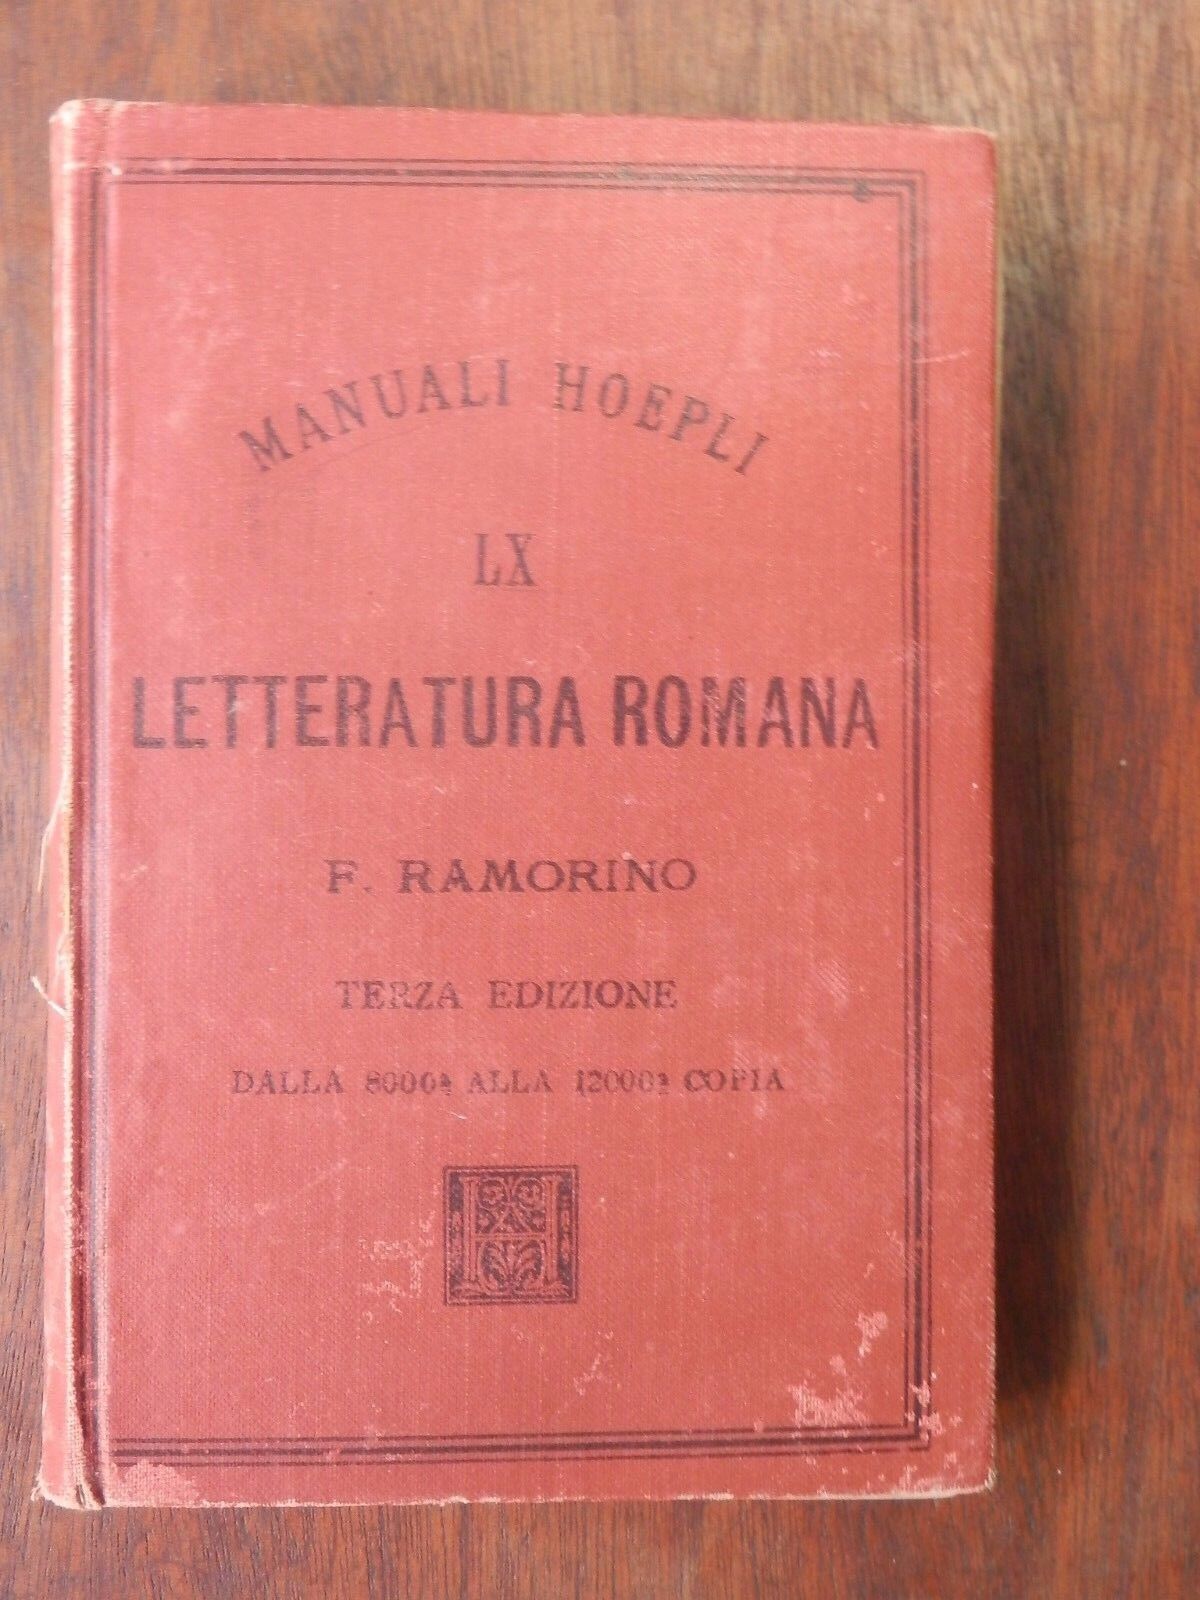 MANUALI HOEPLI
LX
LETTERATURA ROMANA
F. RAMORINO
TERZA EDIZIONE
DALLA 8000ª ALLA 12000ª COPIA
H